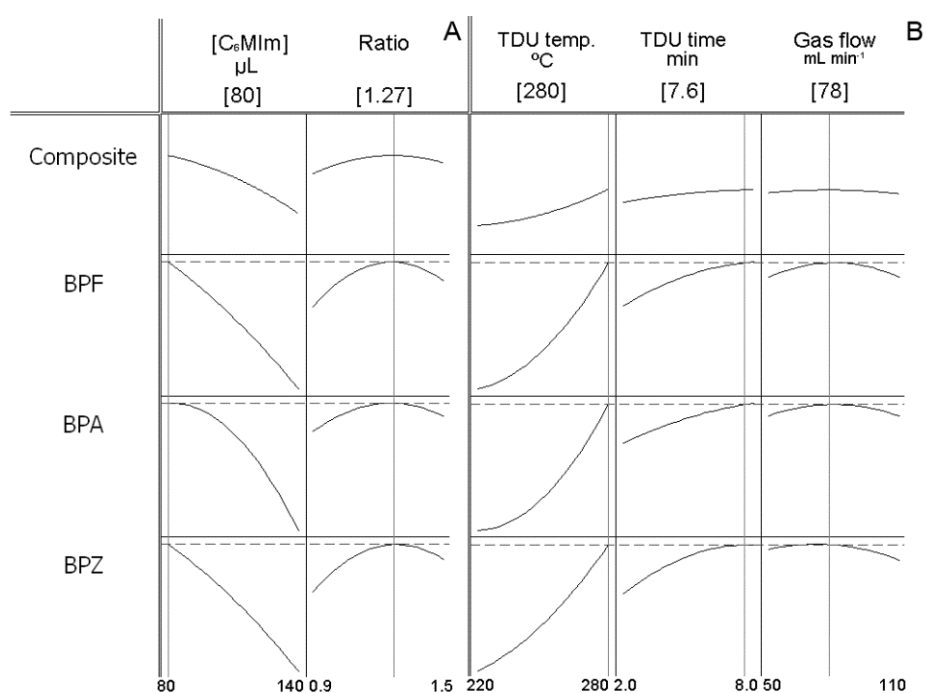 A
B
[C₆MIm]
µL
[80]
Ratio
[1.27]
TDU temp.
ºC
[280]
TDU time
min
[7.6]
Gas flow
mL min⁻¹
[78]
Composite
BPF
BPA
BPZ
80 140 0.9 1.5 220 280 2.0 8.0 50 110